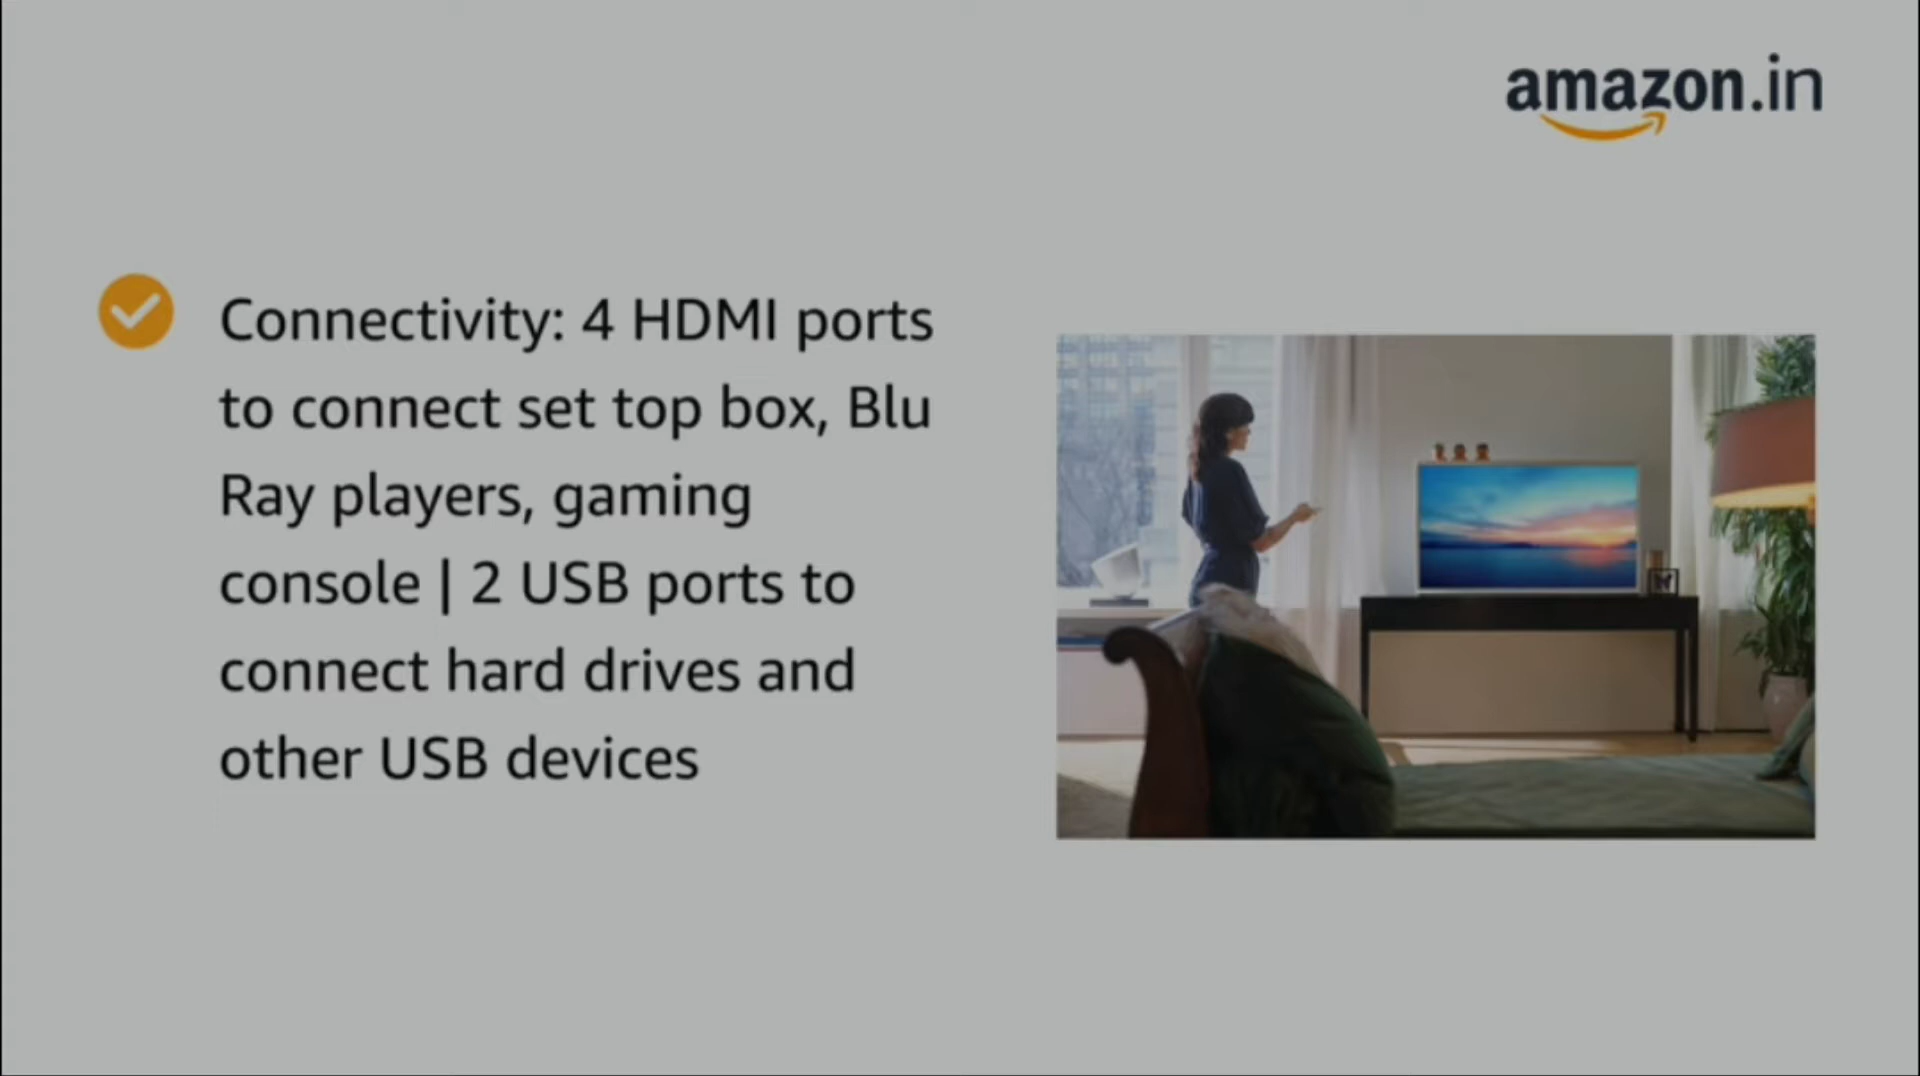 amazon.in
Connectivity: 4 HDMI ports
to connect set top box, Blu
Ray players, gaming
console | 2 USB ports to
connect hard drives and
other USB devices